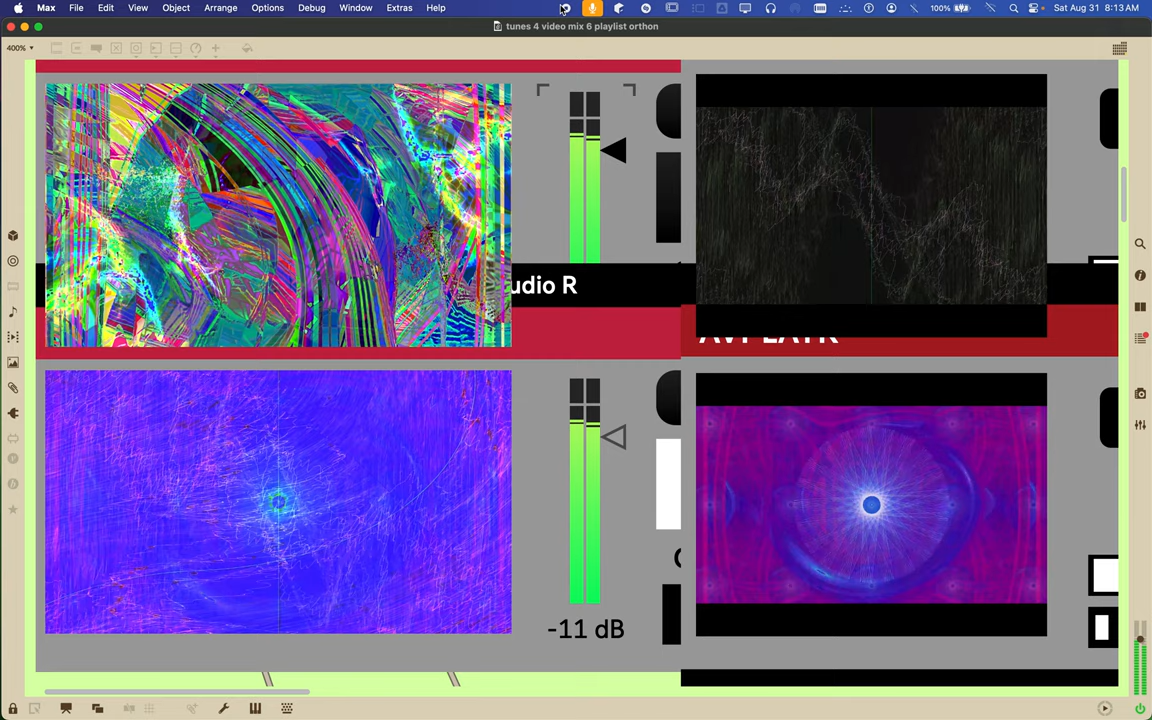 Max File Edit View Object Arrange Options Debug Window Extras Help
100% Sat Aug 31 8:13 AM
tunes 4 video mix 6 playlist orthon
400%
udio R
-11 dB